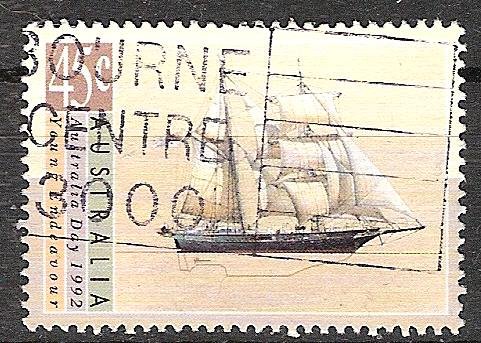 45c
AUSTRALIA
Australia Day 1992
Young Endeavour
BOURNE
CENTRE
3000